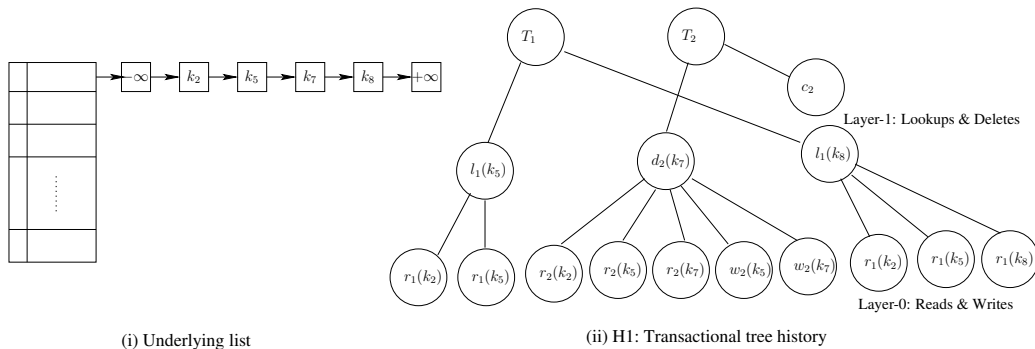 −∞ k₂ k₅ k₇ k₈ +∞
(i) Underlying list
T₁ T₂
c₂
Layer-1: Lookups & Deletes
l₁(k₅) d₂(k₇) l₁(k₈)
r₁(k₂) r₁(k₅) r₂(k₂) r₂(k₅) r₂(k₇) w₂(k₅) w₂(k₇) r₁(k₂) r₁(k₅) r₁(k₈)
Layer-0: Reads & Writes
(ii) H1: Transactional tree history